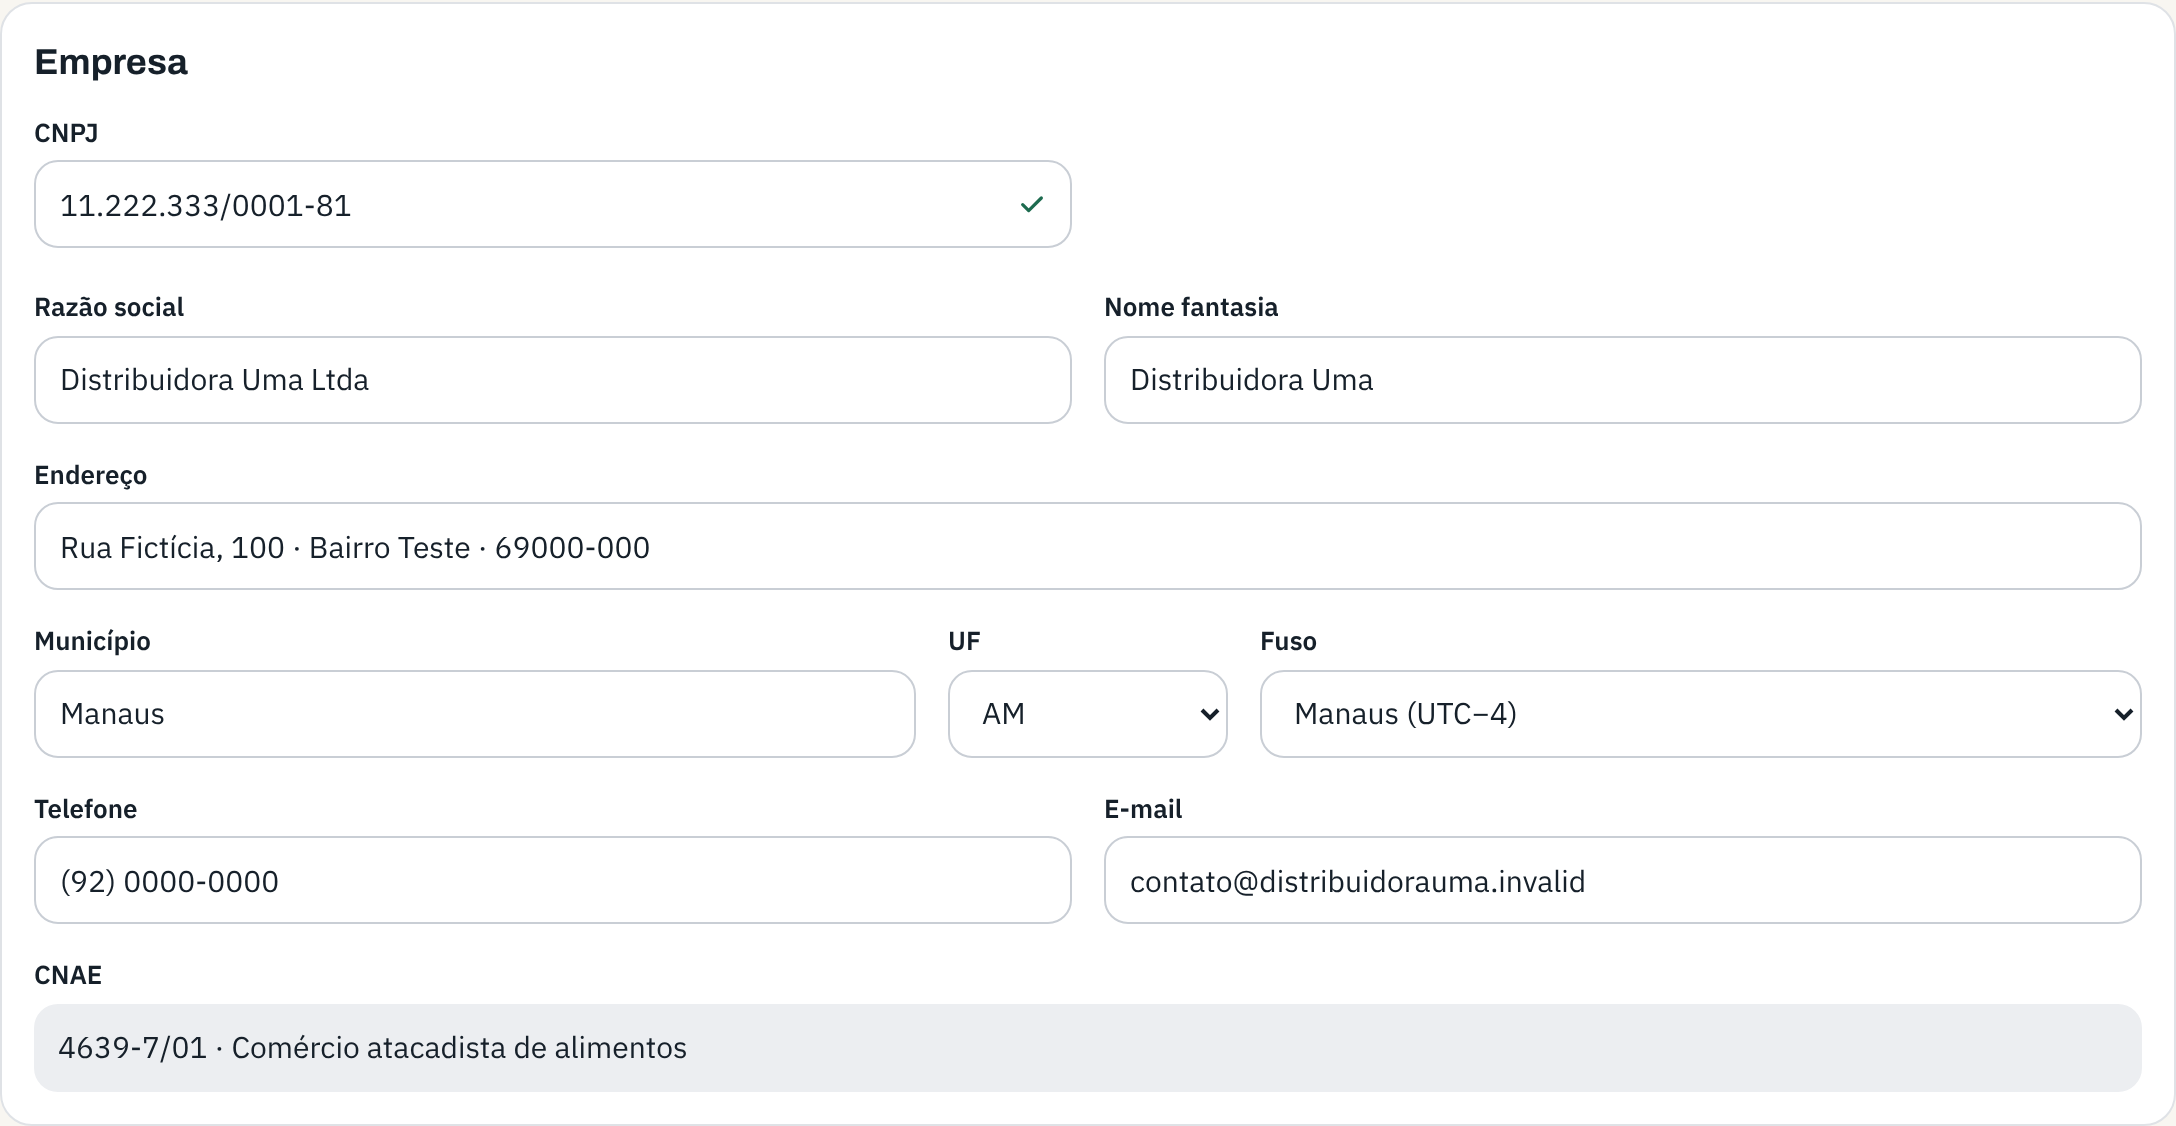 Empresa
CNPJ
11.222.333/0001-81
Razão social
Nome fantasia
Distribuidora Uma Ltda
Distribuidora Uma
Endereço
Rua Fictícia, 100 · Bairro Teste · 69000-000
Município
UF
Fuso
Manaus
AM
Manaus (UTC−4)
Telefone
E-mail
(92) 0000-0000
contato@distribuidorauma.invalid
CNAE
4639-7/01 · Comércio atacadista de alimentos